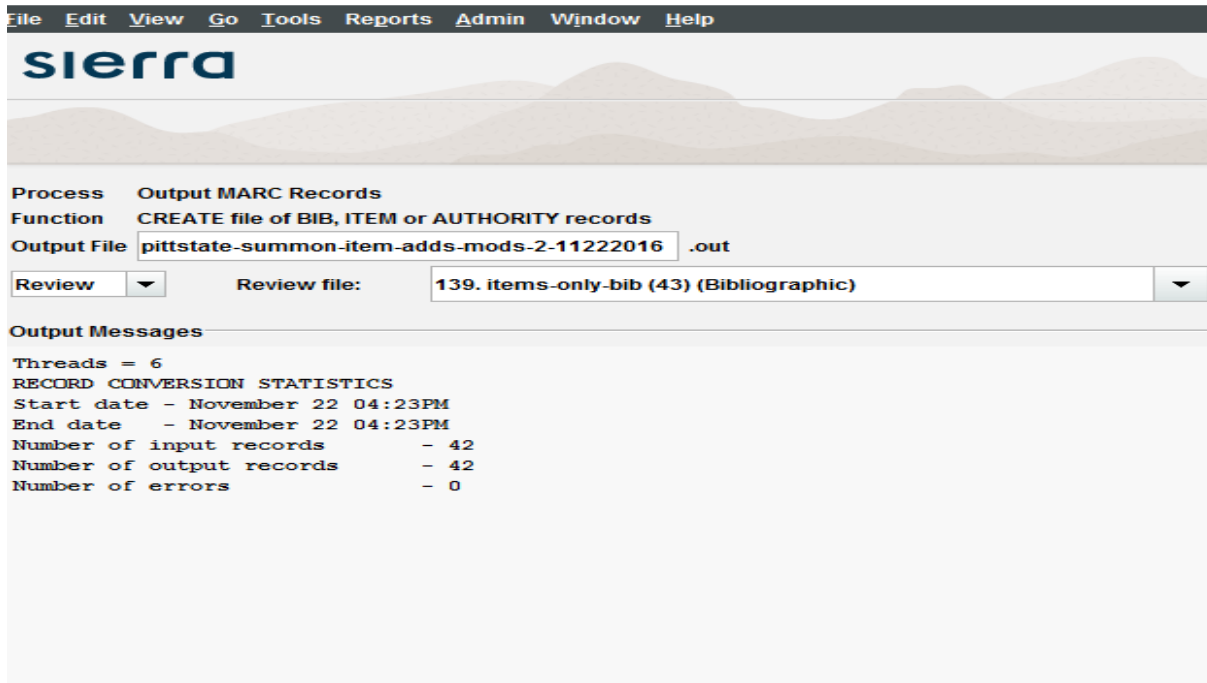 File Edit View Go Tools Reports Admin Window Help
sierra
Process Output MARC Records
Function CREATE file of BIB, ITEM or AUTHORITY records
Output File pittstate-summon-item-adds-mods-2-11222016 .out
Review Review file: 139. items-only-bib (43) (Bibliographic)
Output Messages
Threads = 6
RECORD CONVERSION STATISTICS
Start date - November 22 04:23PM
End date - November 22 04:23PM
Number of input records - 42
Number of output records - 42
Number of errors - 0